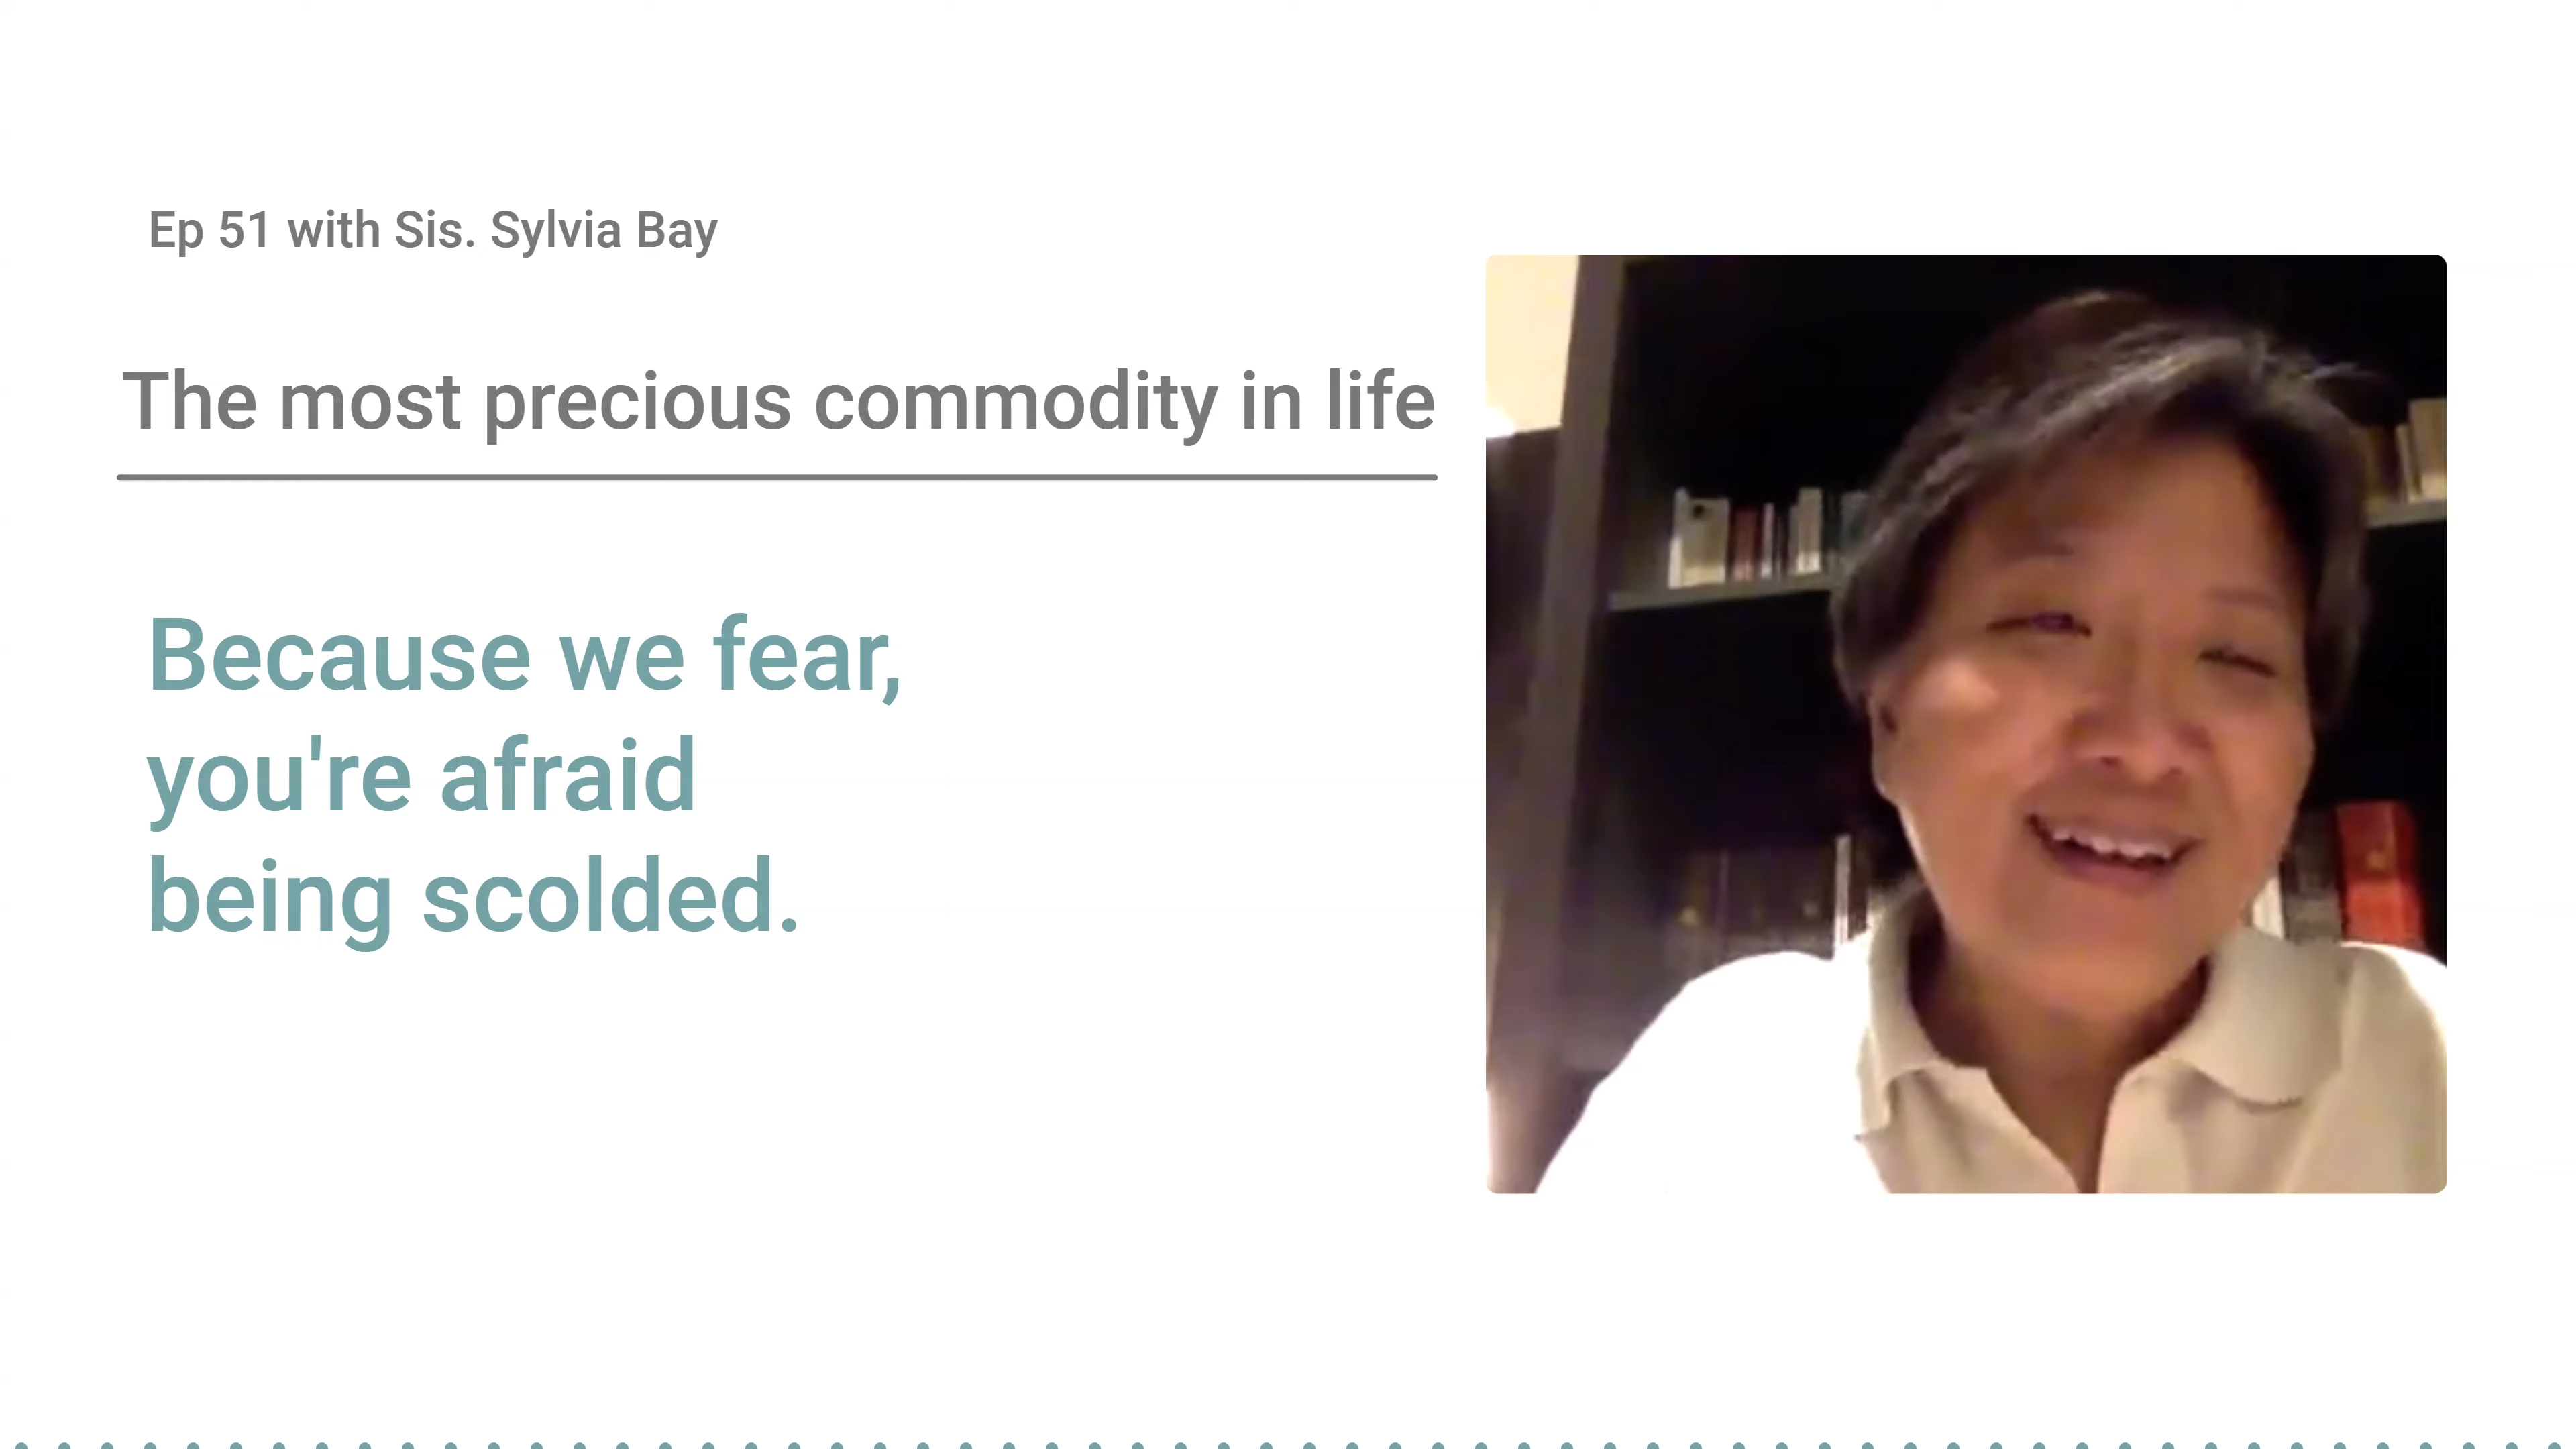 Ep 51 with Sis. Sylvia Bay
The most precious commodity in life
Because we fear,
you're afraid
being scolded.